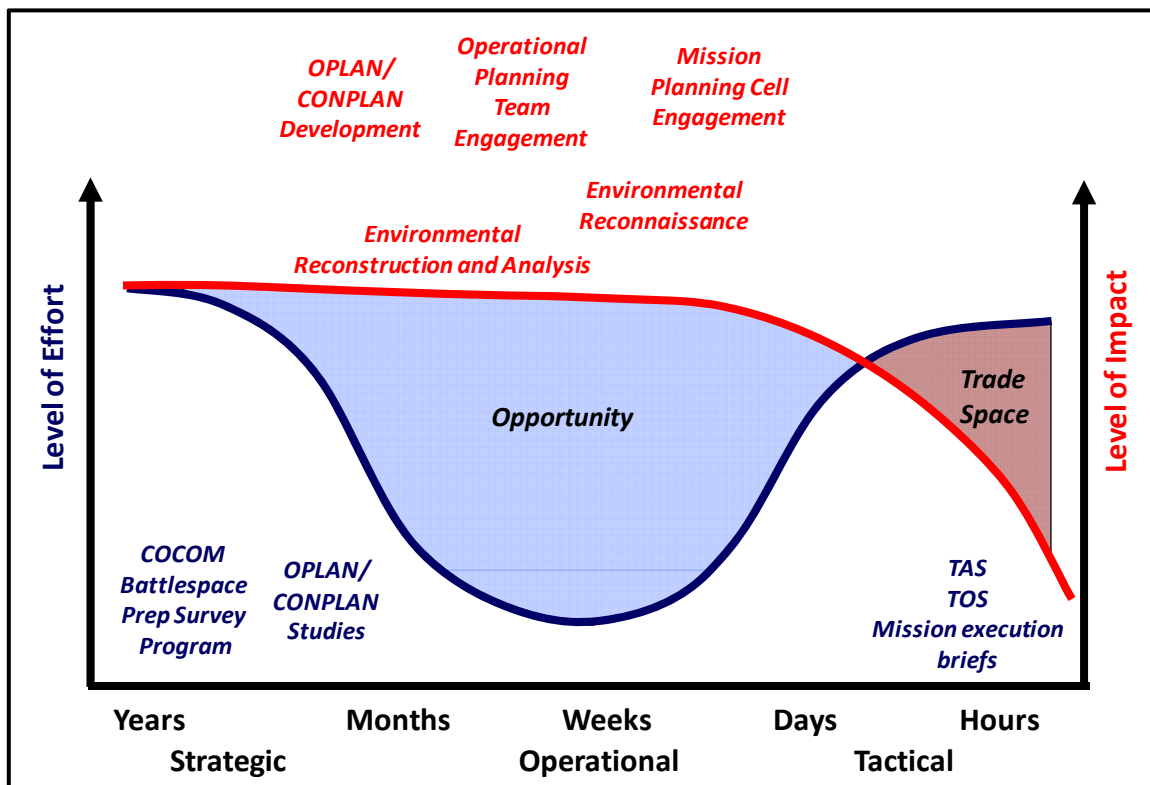 OPLAN/
CONPLAN
Development
Operational
Planning
Team
Engagement
Mission
Planning Cell
Engagement
Environmental
Reconnaissance
Environmental
Reconstruction and Analysis
Level of Effort
Level of Impact
Opportunity
Trade
Space
COCOM
Battlespace
Prep Survey
Program
OPLAN/
CONPLAN
Studies
TAS
TOS
Mission execution
briefs
Years Months Weeks Days Hours
Strategic Operational Tactical